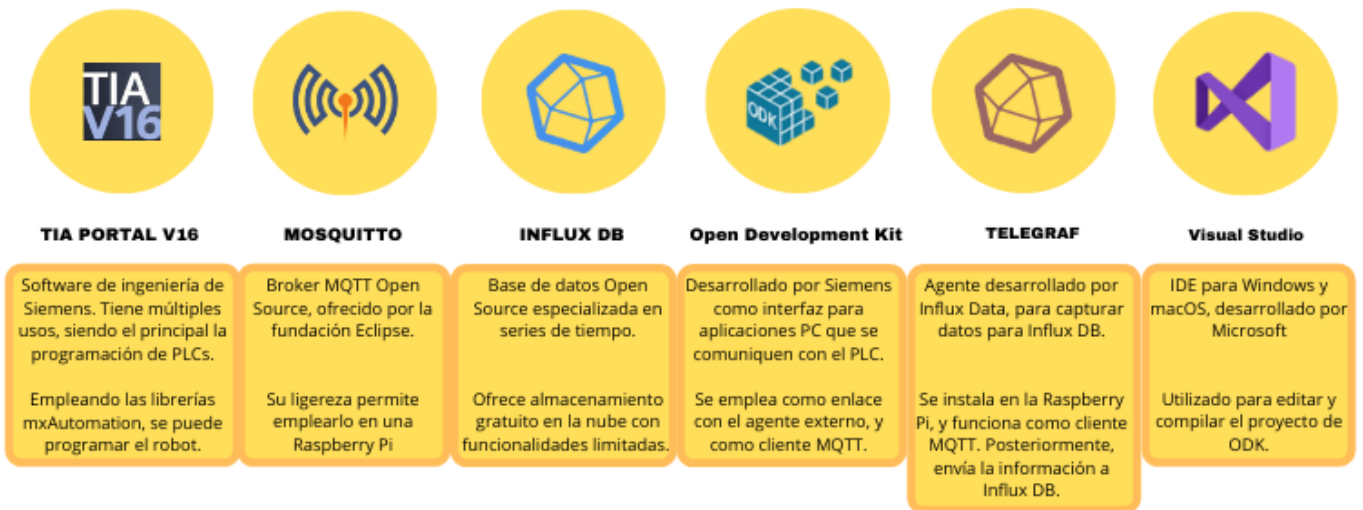 TIA
V16
ODK
TIA PORTAL V16
MOSQUITTO
INFLUX DB
Open Development Kit
TELEGRAF
Visual Studio
Software de ingeniería de
Siemens. Tiene múltiples
usos, siendo el principal la
programación de PLCs.
Empleando las librerías
mxAutomation, se puede
programar el robot.
Broker MQTT Open
Source, ofrecido por la
fundación Eclipse.
Su ligereza permite
emplearlo en una
Raspberry Pi
Base de datos Open
Source especializada en
series de tiempo.
Ofrece almacenamiento
gratuito en la nube con
funcionalidades limitadas.
Desarrollado por Siemens
como interfaz para
aplicaciones PC que se
comuniquen con el PLC.
Se emplea como enlace
con el agente externo, y
como cliente MQTT.
Agente desarrollado por
Influx Data, para capturar
datos para Influx DB.
Se instala en la Raspberry
Pi, y funciona como cliente
MQTT. Posteriormente,
envía la información a
Influx DB.
IDE para Windows y
macOS, desarrollado por
Microsoft
Utilizado para editar y
compilar el proyecto de
ODK.